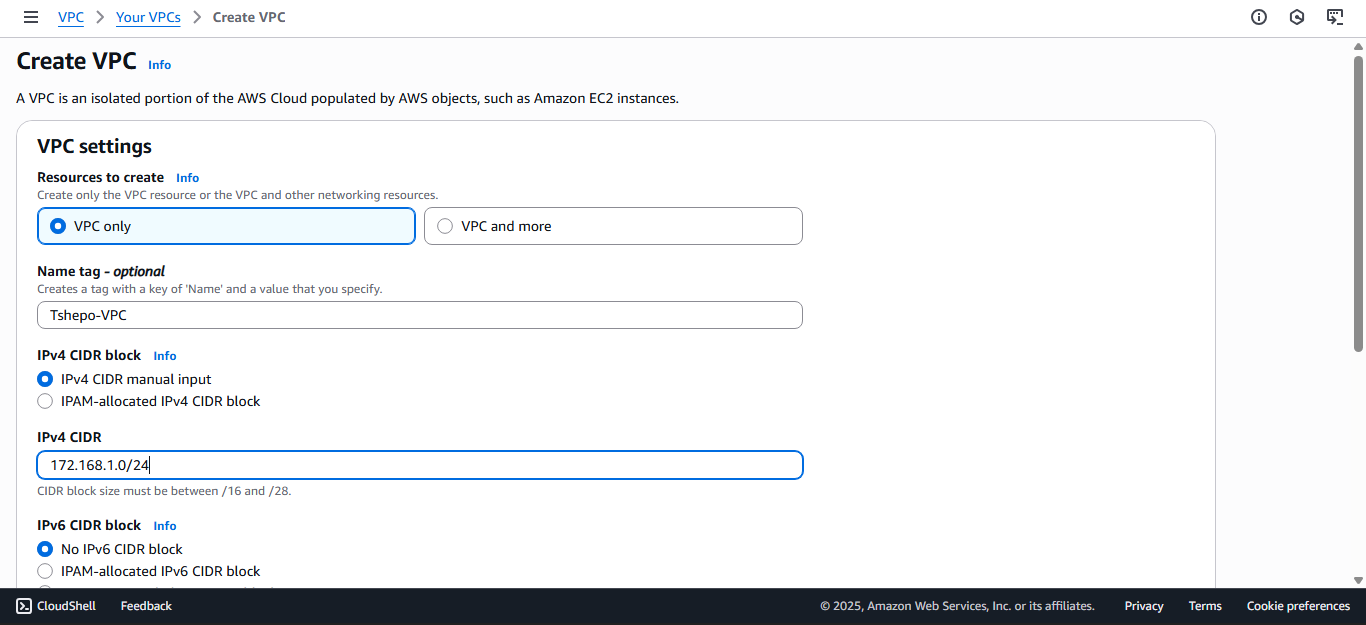 VPC > Your VPCs > Create VPC
Create VPC Info
A VPC is an isolated portion of the AWS Cloud populated by AWS objects, such as Amazon EC2 instances.
VPC settings
Resources to create Info
Create only the VPC resource or the VPC and other networking resources.
VPC only VPC and more
Name tag - optional
Creates a tag with a key of 'Name' and a value that you specify.
Tshepo-VPC
IPv4 CIDR block Info
IPv4 CIDR manual input
IPAM-allocated IPv4 CIDR block
IPv4 CIDR
172.168.1.0/24
CIDR block size must be between /16 and /28.
IPv6 CIDR block Info
No IPv6 CIDR block
IPAM-allocated IPv6 CIDR block
CloudShell Feedback © 2025, Amazon Web Services, Inc. or its affiliates. Privacy Terms Cookie preferences